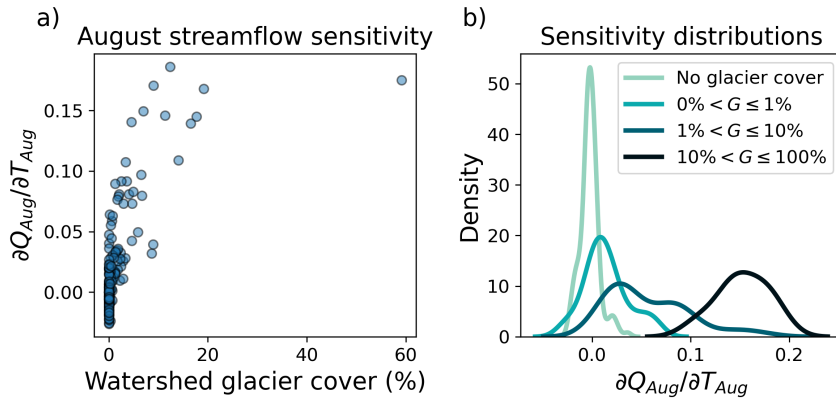 a)
August streamflow sensitivity
0.15
0.10
0.05
0.00
∂Q_Aug/∂T_Aug
0
20
40
60
Watershed glacier cover (%)
b)
Sensitivity distributions
50
40
30
20
10
0
Density
No glacier cover
0% < G ≤ 1%
1% < G ≤ 10%
10% < G ≤ 100%
0.0
0.1
0.2
∂Q_Aug/∂T_Aug